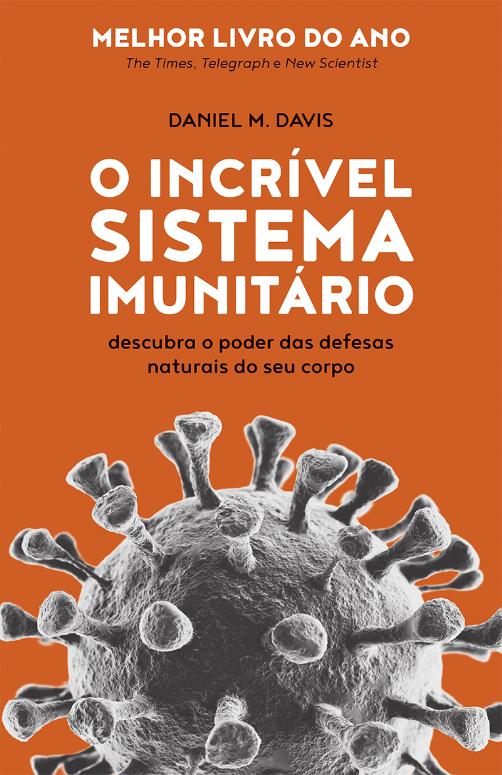 MELHOR LIVRO DO ANO
The Times, Telegraph e New Scientist
DANIEL M. DAVIS
O INCRÍVEL
SISTEMA
IMUNITÁRIO
descubra o poder das defesas
naturais do seu corpo